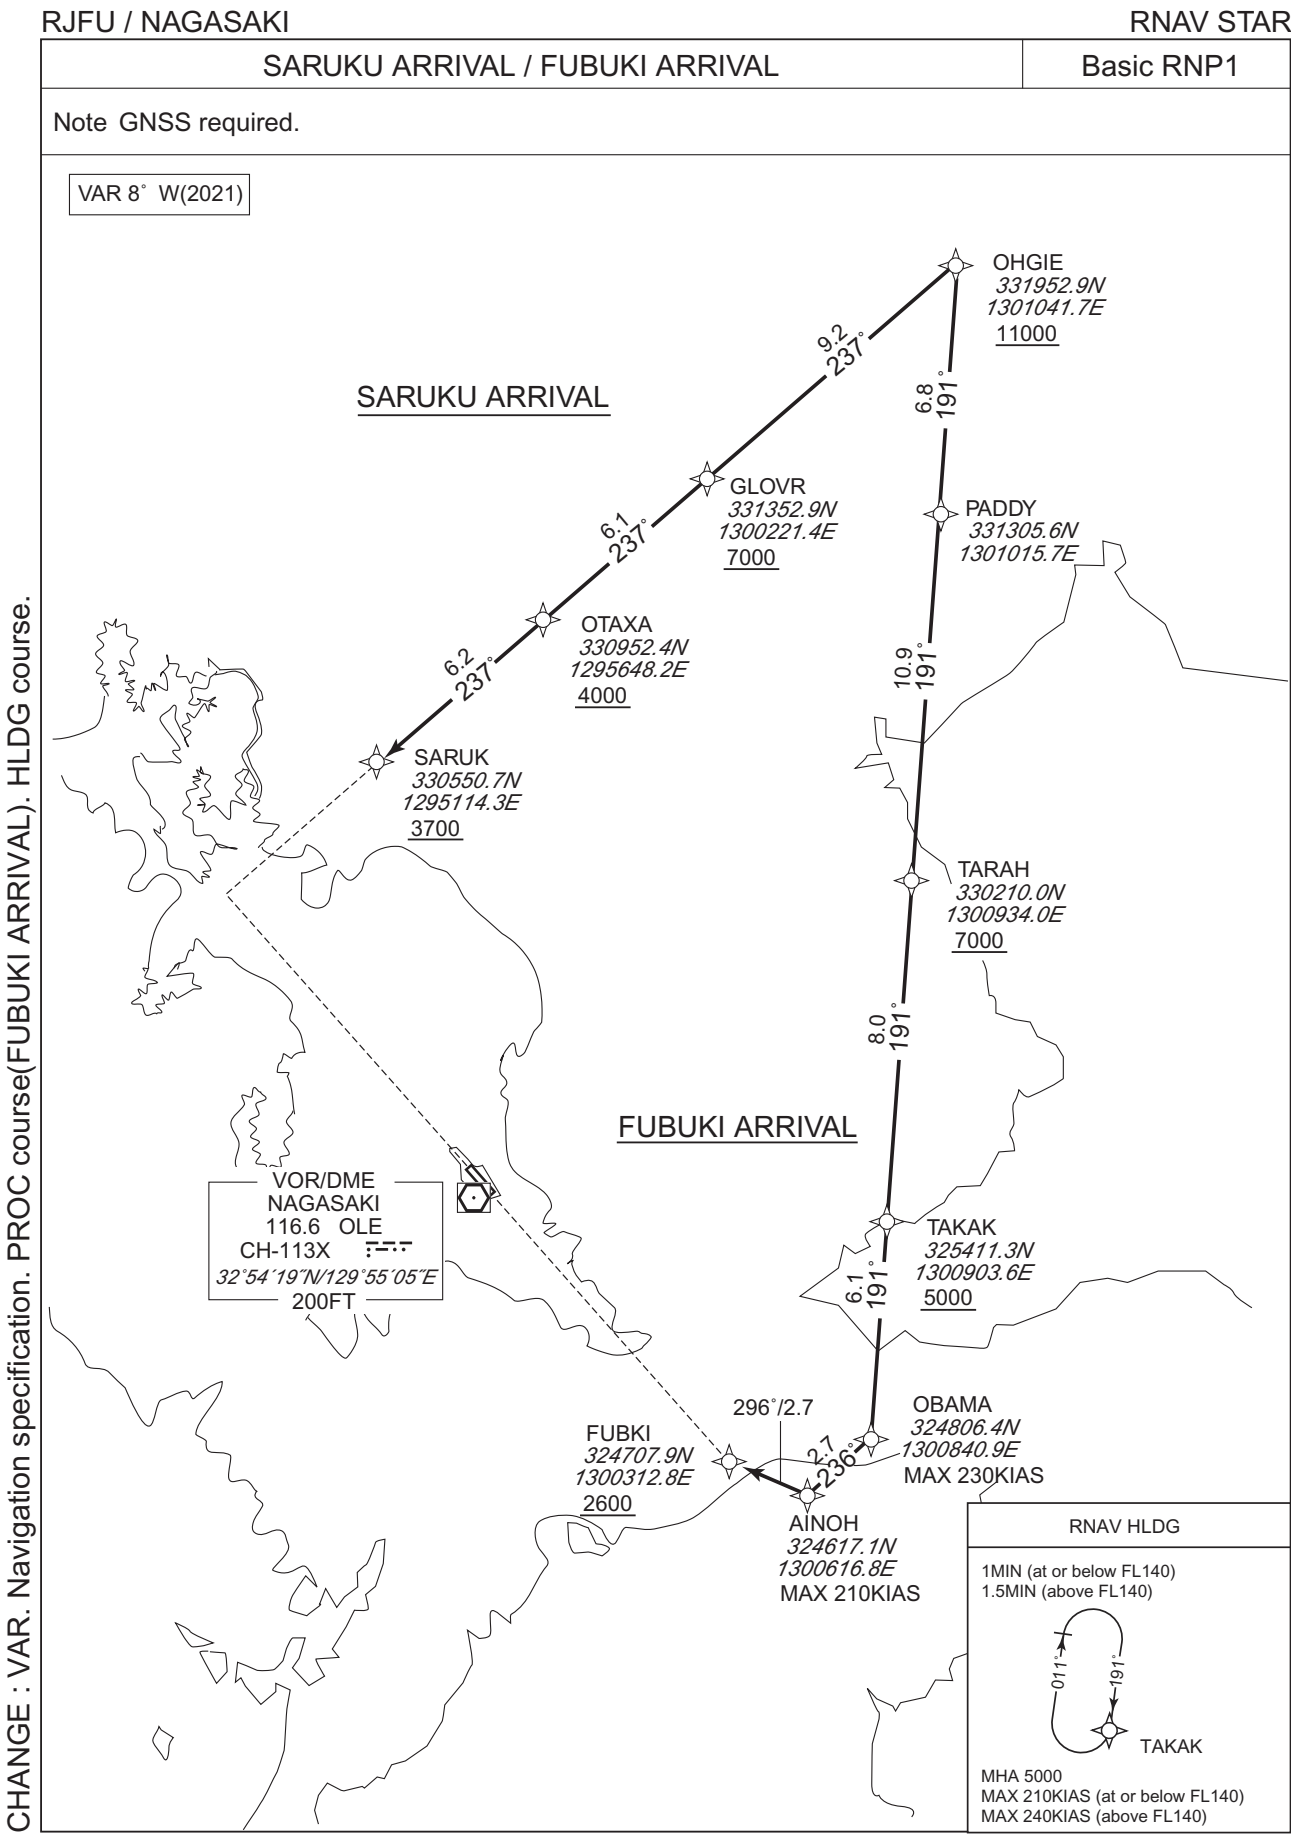 RJFU / NAGASAKI
RNAV STAR
SARUKU ARRIVAL / FUBUKI ARRIVAL
Basic RNP1
Note GNSS required.
VAR 8° W(2021)
OHGIE
331952.9N
1301041.7E
11000
9.2
237°
6.8
191°
SARUKU ARRIVAL
GLOVR
331352.9N
1300221.4E
7000
PADDY
331305.6N
1301015.7E
6.1
237°
OTAXA
330952.4N
1295648.2E
4000
6.2
237°
10.9
191°
SARUK
330550.7N
1295114.3E
3700
TARAH
330210.0N
1300934.0E
7000
8.0
191°
FUBUKI ARRIVAL
VOR/DME
NAGASAKI
116.6 OLE
CH-113X
32°54′19″N/129°55′05″E
200FT
TAKAK
325411.3N
1300903.6E
5000
6.1
191°
296°/2.7
OBAMA
324806.4N
1300840.9E
MAX 230KIAS
FUBKI
324707.9N
1300312.8E
2600
2.7
236°
AINOH
324617.1N
1300616.8E
MAX 210KIAS
RNAV HLDG
1MIN (at or below FL140)
1.5MIN (above FL140)
011°
191°
TAKAK
MHA 5000
MAX 210KIAS (at or below FL140)
MAX 240KIAS (above FL140)
CHANGE : VAR. Navigation specification. PROC course(FUBUKI ARRIVAL). HLDG course.